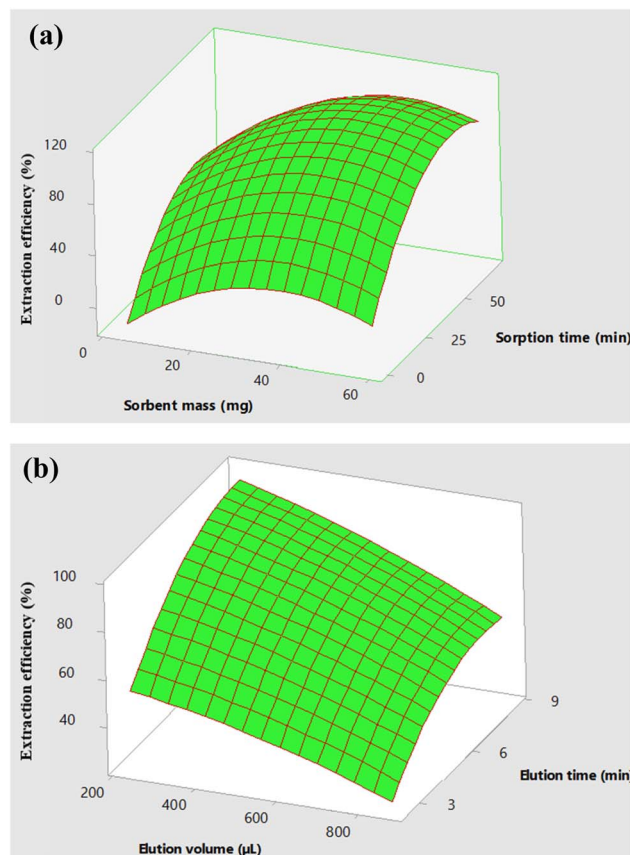 (a)
120
80
40
0
Extraction efficiency (%)
0
20
40
60
Sorbent mass (mg)
0
25
50
Sorption time (min)
(b)
100
80
60
40
Extraction efficiency (%)
200
400
600
800
Elution volume (µL)
3
6
9
Elution time (min)